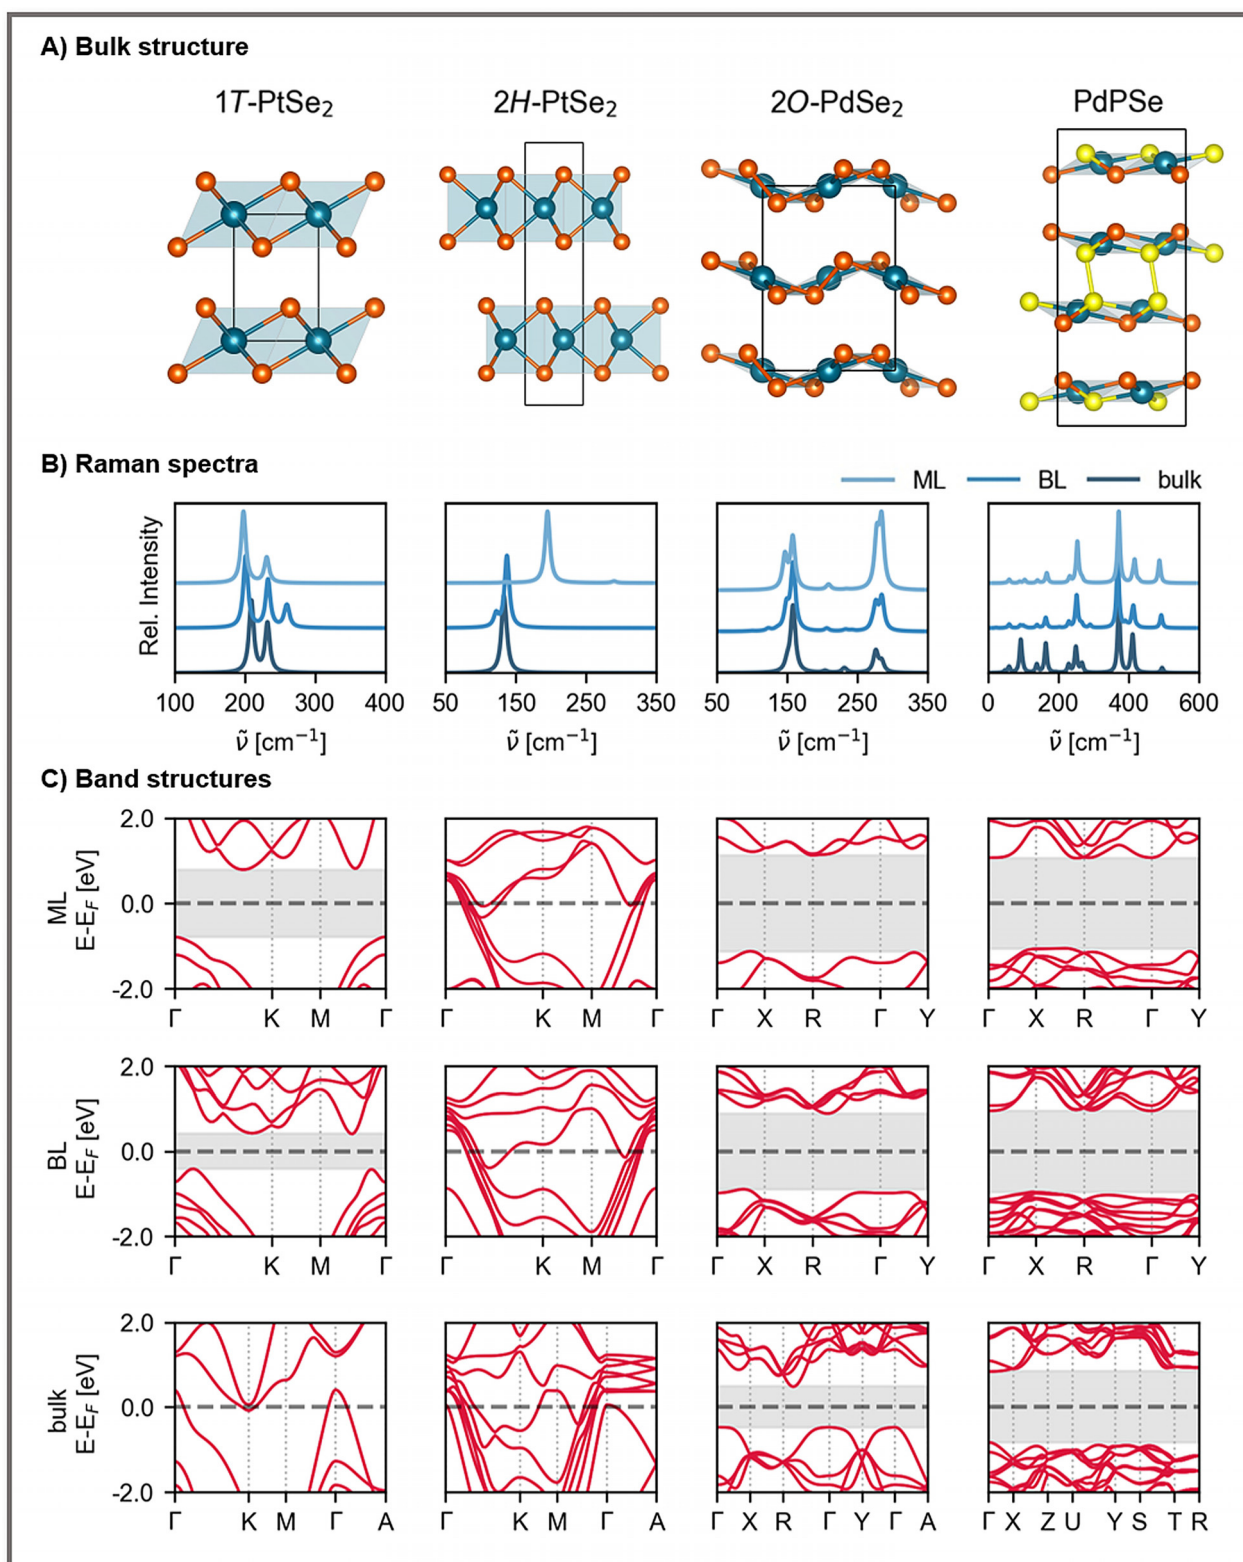 A) Bulk structure
1T-PtSe₂ 2H-PtSe₂ 2O-PdSe₂ PdPSe
B) Raman spectra
ML BL bulk
Rel. Intensity
100 200 300 400 50 150 250 350 50 150 250 350 0 200 400 600
ν̃ [cm⁻¹] ν̃ [cm⁻¹] ν̃ [cm⁻¹] ν̃ [cm⁻¹]
C) Band structures
ML
E-E_F [eV]
2.0
0.0
-2.0
Γ K M Γ Γ K M Γ Γ X R Γ Y Γ X R Γ Y
BL
E-E_F [eV]
2.0
0.0
-2.0
Γ K M Γ Γ K M Γ Γ X R Γ Y Γ X R Γ Y
bulk
E-E_F [eV]
2.0
0.0
-2.0
Γ K M Γ A Γ K M Γ A Γ X R Γ Y Γ A Γ X Z U Y S T R